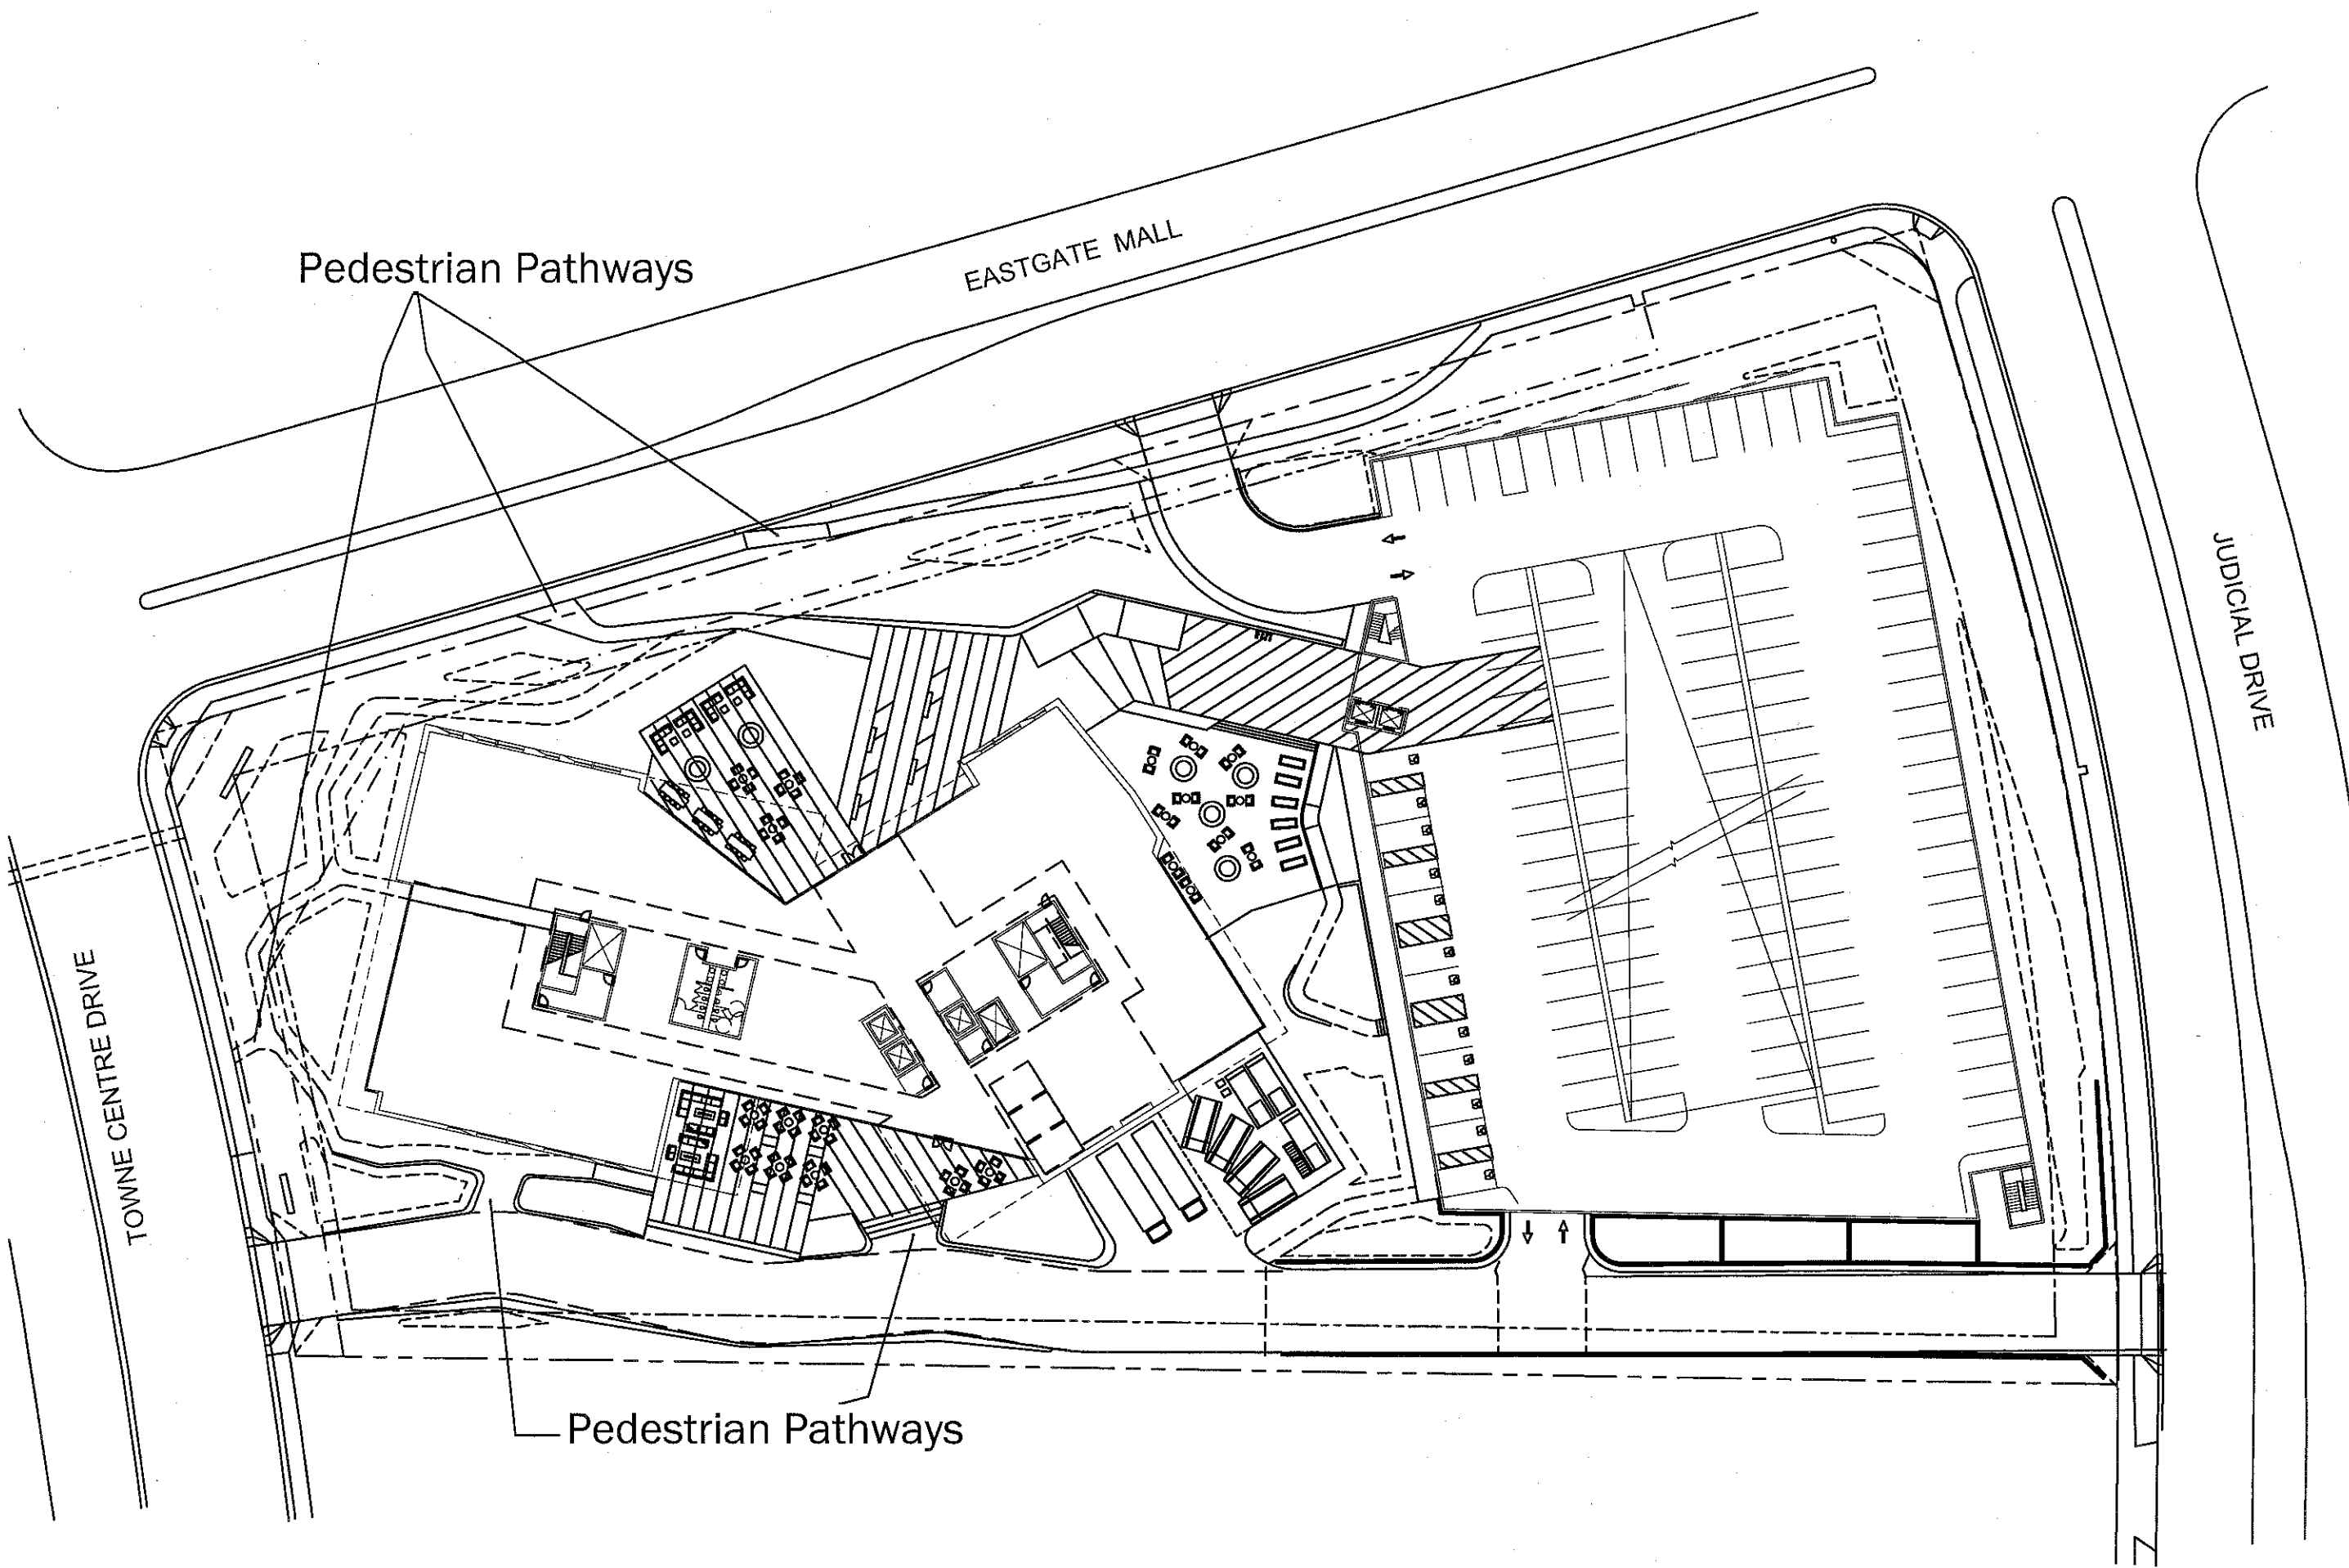 EASTGATE MALL
Pedestrian Pathways
JUDICIAL DRIVE
TOWNE CENTRE DRIVE
Pedestrian Pathways